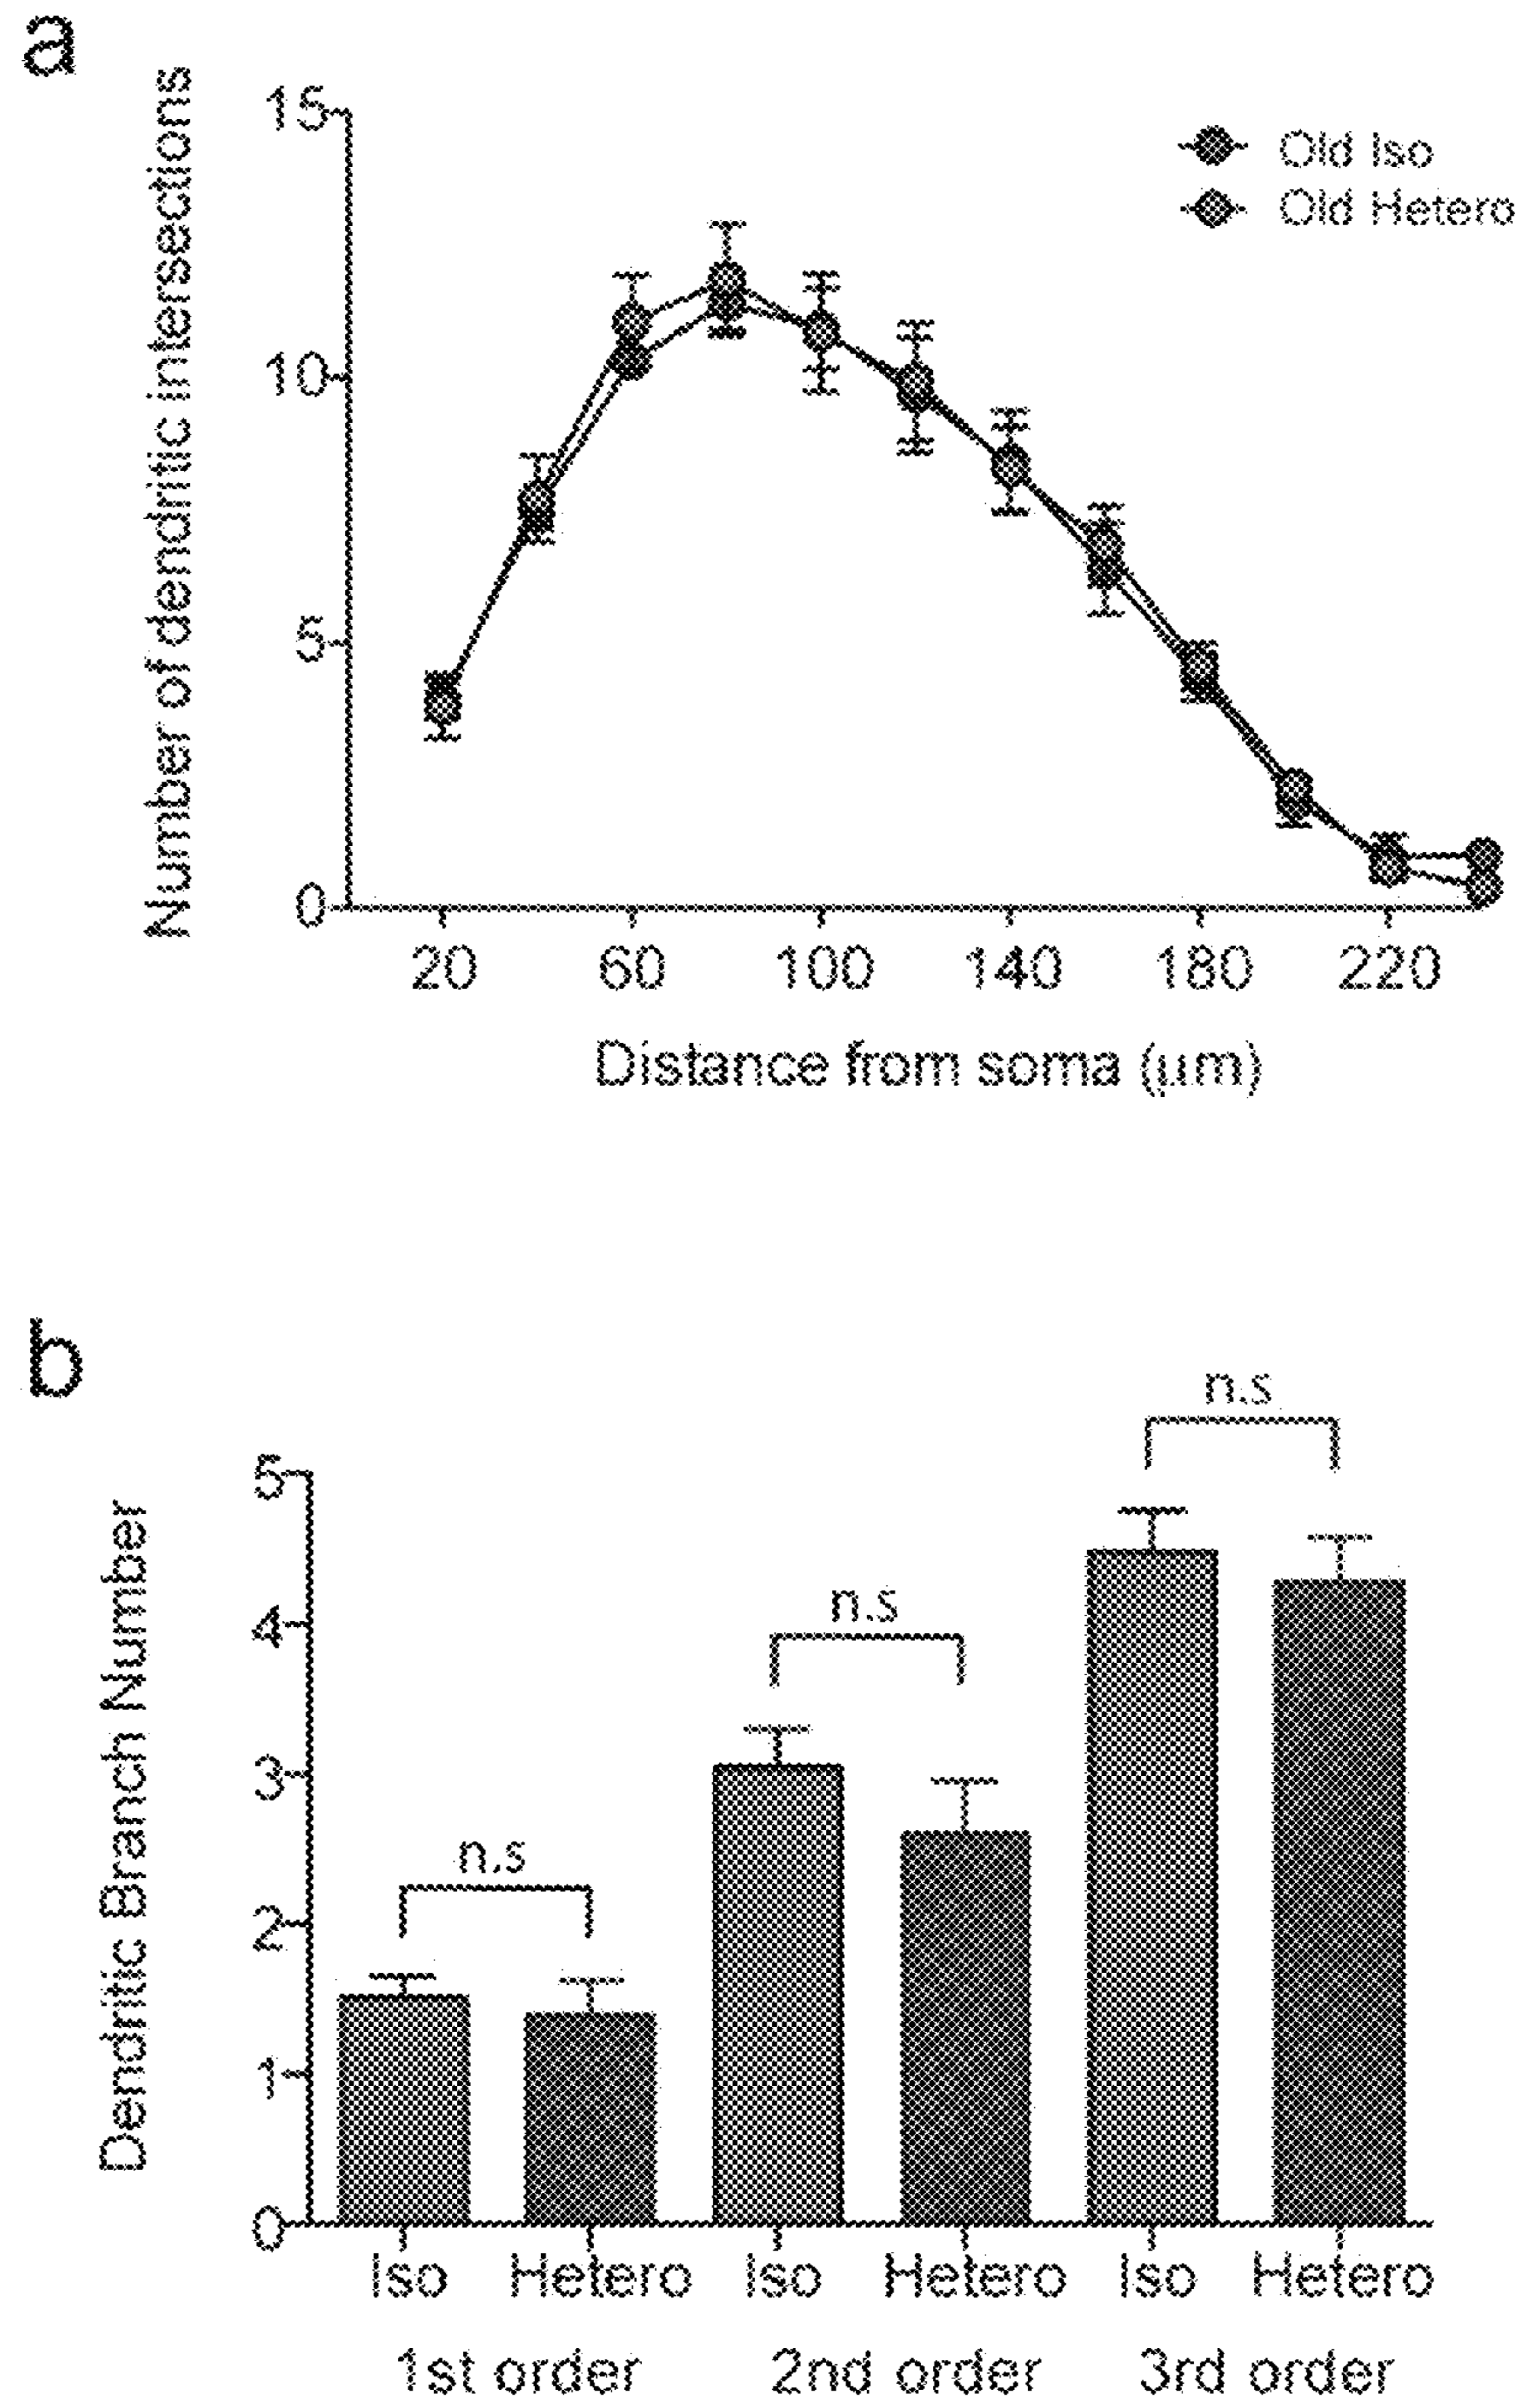 a
Number of dendritic intersections
15
10
5
0
Old Iso
Old Hetero
20 60 100 140 180 220
Distance from soma (μm)
b
Dendritic Branch Number
5
4
3
2
1
0
n.s
n.s
n.s
Iso Hetero Iso Hetero Iso Hetero
1st order 2nd order 3rd order